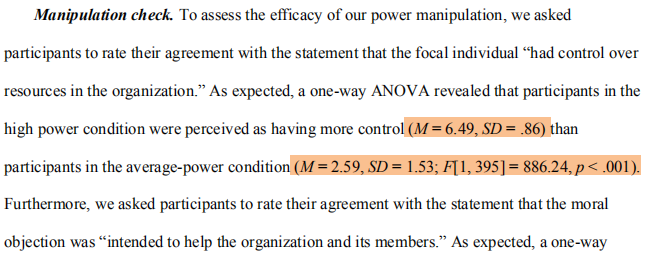 Manipulation check. To assess the efficacy of our power manipulation, we asked
participants to rate their agreement with the statement that the focal individual “had control over
resources in the organization.” As expected, a one-way ANOVA revealed that participants in the
high power condition were perceived as having more control (M = 6.49, SD = .86) than
participants in the average-power condition (M = 2.59, SD = 1.53; F[1, 395] = 886.24, p < .001).
Furthermore, we asked participants to rate their agreement with the statement that the moral
objection was “intended to help the organization and its members.” As expected, a one-way